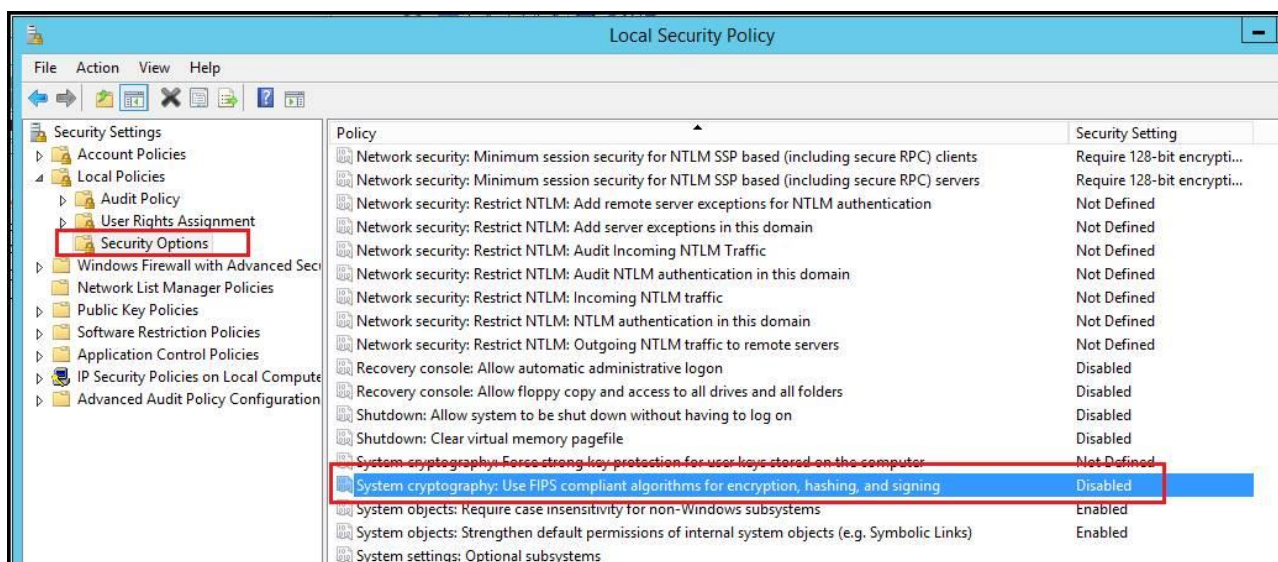 Local Security Policy
File Action View Help
Security Settings
Account Policies
Local Policies
Audit Policy
User Rights Assignment
Security Options
Windows Firewall with Advanced Secu
Network List Manager Policies
Public Key Policies
Software Restriction Policies
Application Control Policies
IP Security Policies on Local Compute
Advanced Audit Policy Configuration
Policy Security Setting
Network security: Minimum session security for NTLM SSP based (including secure RPC) clients Require 128-bit encrypti...
Network security: Minimum session security for NTLM SSP based (including secure RPC) servers Require 128-bit encrypti...
Network security: Restrict NTLM: Add remote server exceptions for NTLM authentication Not Defined
Network security: Restrict NTLM: Add server exceptions in this domain Not Defined
Network security: Restrict NTLM: Audit Incoming NTLM Traffic Not Defined
Network security: Restrict NTLM: Audit NTLM authentication in this domain Not Defined
Network security: Restrict NTLM: Incoming NTLM traffic Not Defined
Network security: Restrict NTLM: NTLM authentication in this domain Not Defined
Network security: Restrict NTLM: Outgoing NTLM traffic to remote servers Not Defined
Recovery console: Allow automatic administrative logon Disabled
Recovery console: Allow floppy copy and access to all drives and all folders Disabled
Shutdown: Allow system to be shut down without having to log on Disabled
Shutdown: Clear virtual memory pagefile Disabled
System cryptography: Force strong key protection for user keys stored on the computer Not Defined
System cryptography: Use FIPS compliant algorithms for encryption, hashing, and signing Disabled
System objects: Require case insensitivity for non-Windows subsystems Enabled
System objects: Strengthen default permissions of internal system objects (e.g. Symbolic Links) Enabled
System settings: Optional subsystems